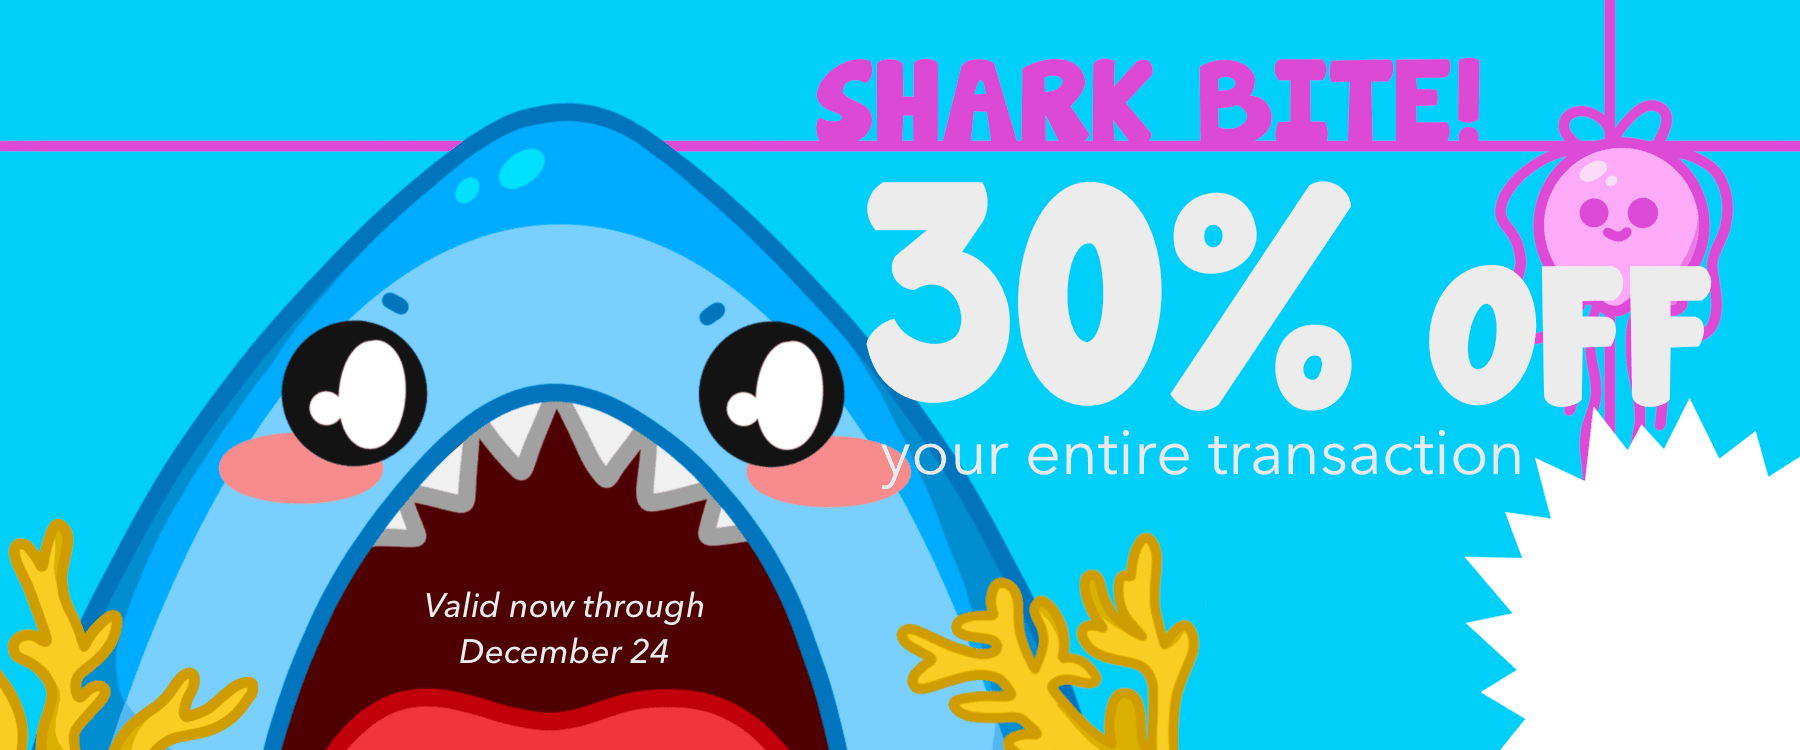 SHARK BITE!
30% OFF
your entire transaction
Valid now through
December 24